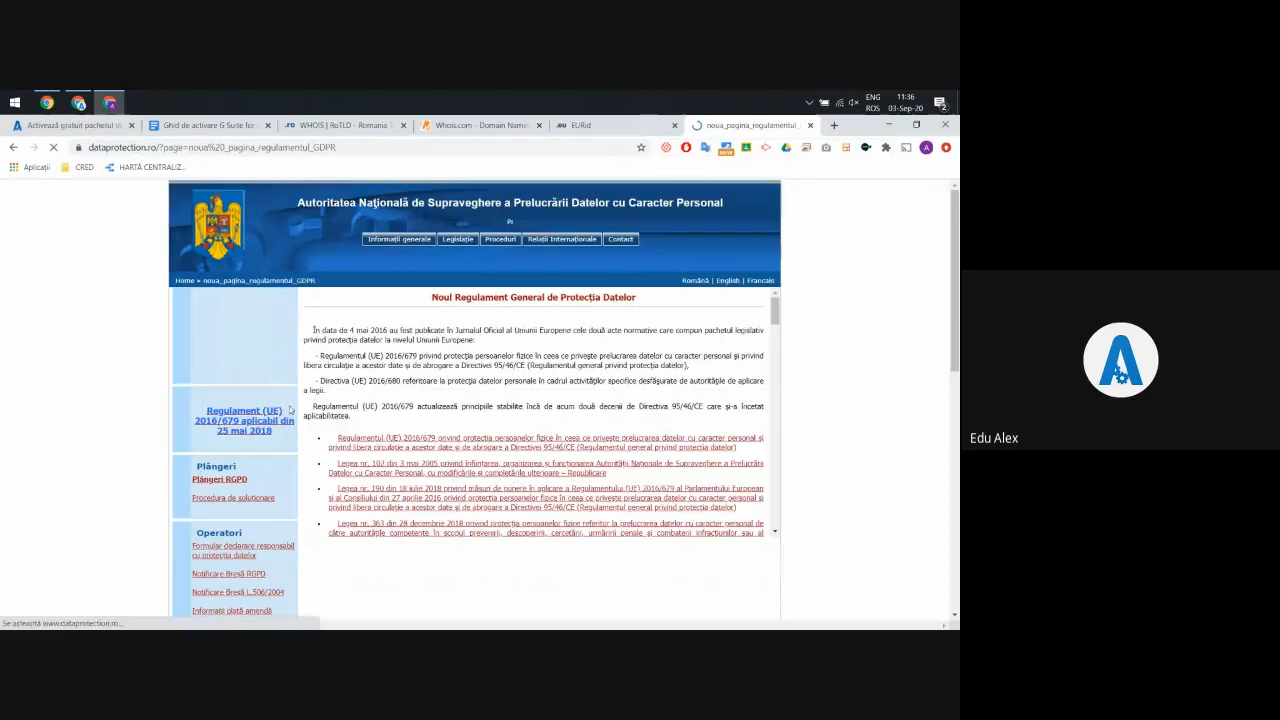 ENG
ROS
11:36
03-Sep-20
2
Activează gratuit pachetul de
Ghid de activare G Suite for
WHOIS | RoTLD - Romania T
Whois.com - Domain Names
.eu EURid
noua_pagina_regulamentul_
dataprotection.ro/?page=noua%20_pagina_regulamentul_GDPR
NEW
A
Aplicații
CRED
HARTĂ CENTRALIZ...
Autoritatea Naţională de Supraveghere a Prelucrării Datelor cu Caracter Personal
Pr
Informaţii generale
Legislaţie
Proceduri
Relaţii Internaţionale
Contact
Home » noua_pagina_regulamentul_GDPR
Română | English | Francais
Noul Regulament General de Protecția Datelor
În data de 4 mai 2016 au fost publicate în Jurnalul Oficial al Uniunii Europene cele două acte normative care compun pachetul legislativ
privind protecția datelor la nivelul Uniunii Europene:
- Regulamentul (UE) 2016/679 privind protecția persoanelor fizice în ceea ce privește prelucrarea datelor cu caracter personal și privind
libera circulație a acestor date și de abrogare a Directivei 95/46/CE (Regulamentul general privind protecția datelor),
- Directiva (UE) 2016/680 referitoare la protecția datelor personale în cadrul activităților specifice desfășurate de autoritățile de aplicare
a legii.
Regulamentul (UE) 2016/679 actualizează principiile stabilite încă de acum două decenii de Directiva 95/46/CE care și-a încetat
aplicabilitatea.
Regulamentul (UE) 2016/679 privind protecția persoanelor fizice în ceea ce privește prelucrarea datelor cu caracter personal și
privind libera circulație a acestor date și de abrogare a Directivei 95/46/CE (Regulamentul general privind protecția datelor)
Legea nr. 102 din 3 mai 2005 privind înființarea, organizarea și funcționarea Autorității Naționale de Supraveghere a Prelucrării
Datelor cu Caracter Personal, cu modificările și completările ulterioare – Republicare
Legea nr. 190 din 18 iulie 2018 privind măsuri de punere în aplicare a Regulamentului (UE) 2016/679 al Parlamentului European
și al Consiliului din 27 aprilie 2016 privind protecția persoanelor fizice în ceea ce privește prelucrarea datelor cu caracter personal și
privind libera circulație a acestor date și de abrogare a Directivei 95/46/CE (Regulamentul general privind protecția datelor)
Legea nr. 363 din 28 decembrie 2018 privind protecția persoanelor fizice referitor la prelucrarea datelor cu caracter personal de
către autoritățile competente în scopul prevenirii, descoperirii, cercetării, urmăririi penale și combaterii infracțiunilor sau al
Regulament (UE)
2016/679 aplicabil din
25 mai 2018
Plângeri
Plângeri RGPD
Procedura de soluționare
Operatori
Formular declarare responsabil
cu protecția datelor
Notificare Breșă RGPD
Notificare Breșă L.506/2004
Informații plată amendă
Se așteaptă www.dataprotection.ro...
Edu Alex